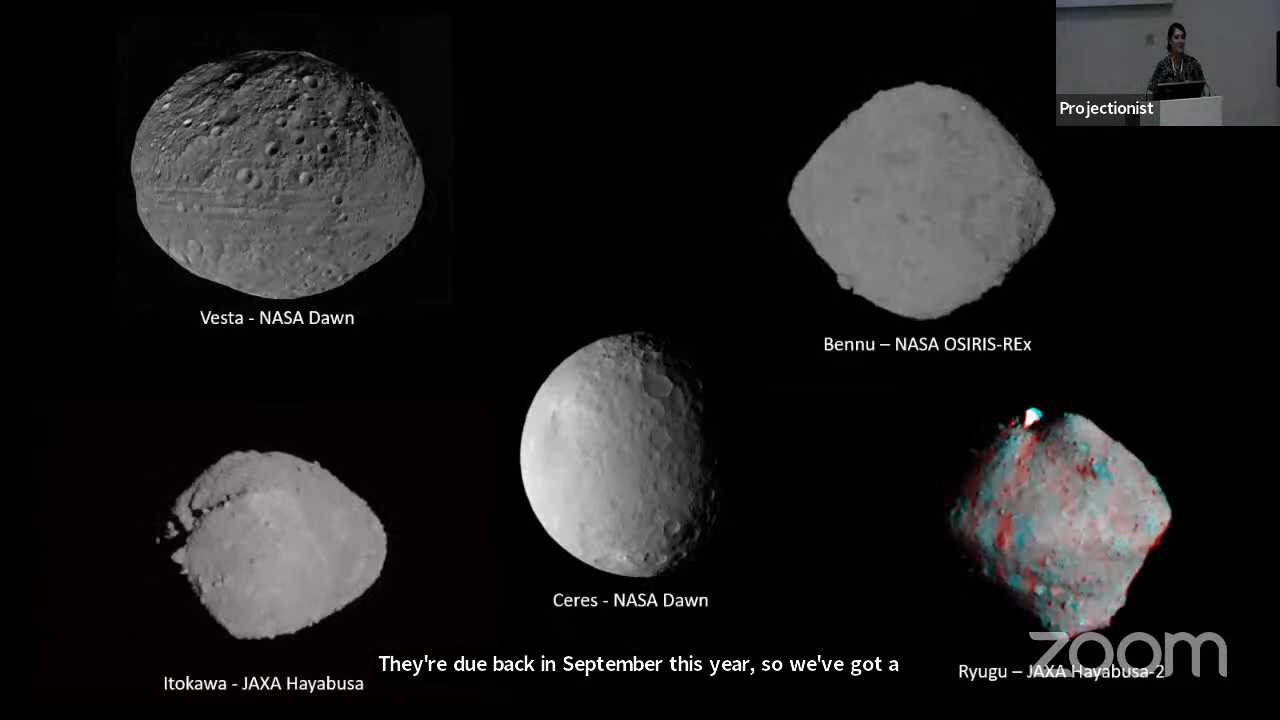 Projectionist
Vesta - NASA Dawn
Bennu – NASA OSIRIS-REx
Ceres - NASA Dawn
They're due back in September this year, so we've got a
Itokawa - JAXA Hayabusa
Ryugu – JAXA Hayabusa-2
zoom